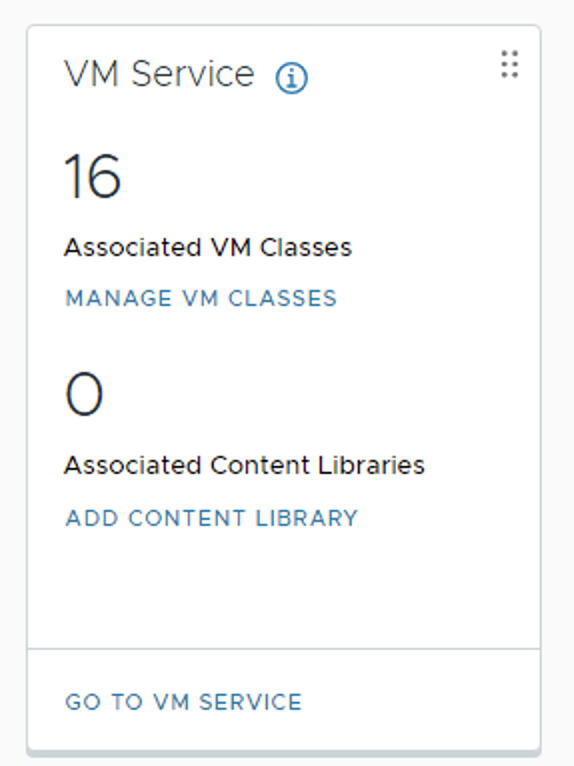 VM Service
16
Associated VM Classes
MANAGE VM CLASSES
0
Associated Content Libraries
ADD CONTENT LIBRARY
GO TO VM SERVICE